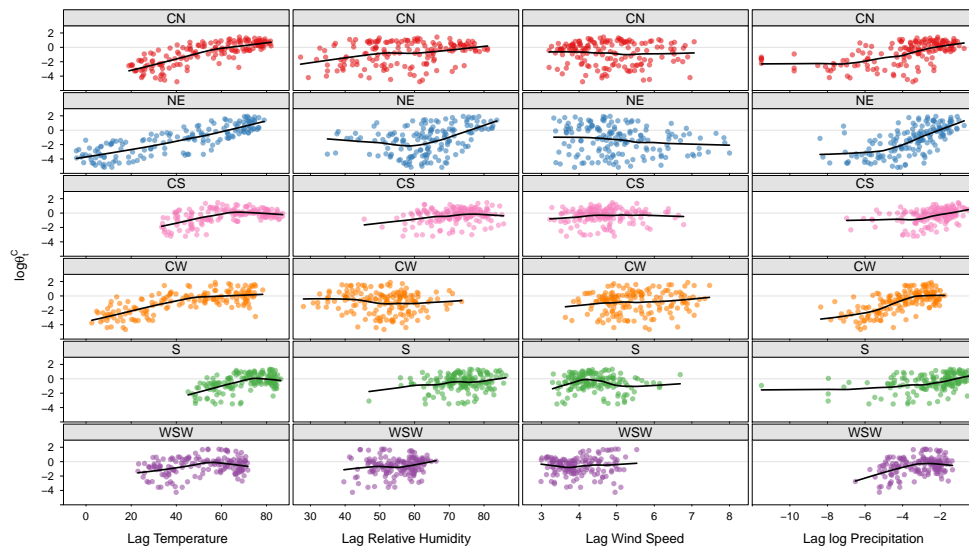 CN CN CN CN
2
0
−2
−4
NE NE NE NE
2
0
−2
−4
CS CS CS CS
2
0
−2
−4
CW CW CW CW
2
0
−2
−4
S S S S
2
0
−2
−4
WSW WSW WSW WSW
2
0
−2
−4
0 20 40 60 80 30 40 50 60 70 80 3 4 5 6 7 8 −10 −8 −6 −4 −2
Lag Temperature Lag Relative Humidity Lag Wind Speed Lag log Precipitation
logθ_t^C